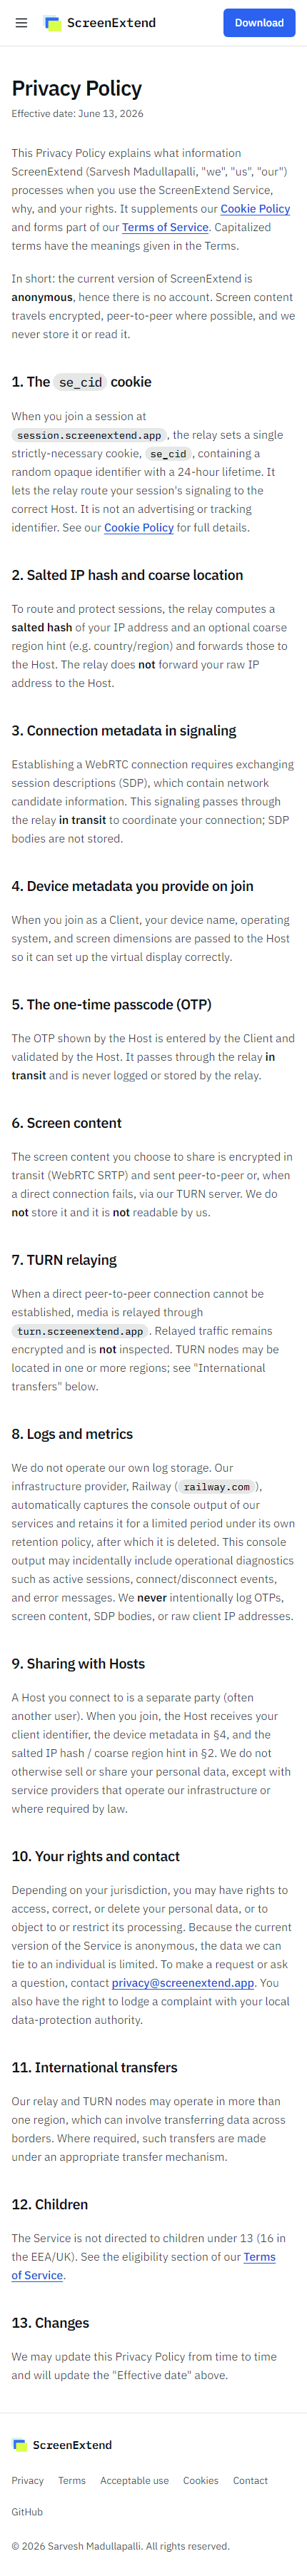 ScreenExtend
Download
Privacy Policy
Effective date: June 13, 2026
This Privacy Policy explains what information
ScreenExtend (Sarvesh Madullapalli, "we", "us", "our")
processes when you use the ScreenExtend Service,
why, and your rights. It supplements our Cookie Policy
and forms part of our Terms of Service. Capitalized
terms have the meanings given in the Terms.
In short: the current version of ScreenExtend is
anonymous, hence there is no account. Screen content
travels encrypted, peer-to-peer where possible, and we
never store it or read it.
1. The se_cid cookie
When you join a session at
session.screenextend.app, the relay sets a single
strictly-necessary cookie, se_cid, containing a
random opaque identifier with a 24-hour lifetime. It
lets the relay route your session's signaling to the
correct Host. It is not an advertising or tracking
identifier. See our Cookie Policy for full details.
2. Salted IP hash and coarse location
To route and protect sessions, the relay computes a
salted hash of your IP address and an optional coarse
region hint (e.g. country/region) and forwards those to
the Host. The relay does not forward your raw IP
address to the Host.
3. Connection metadata in signaling
Establishing a WebRTC connection requires exchanging
session descriptions (SDP), which contain network
candidate information. This signaling passes through
the relay in transit to coordinate your connection; SDP
bodies are not stored.
4. Device metadata you provide on join
When you join as a Client, your device name, operating
system, and screen dimensions are passed to the Host
so it can set up the virtual display correctly.
5. The one-time passcode (OTP)
The OTP shown by the Host is entered by the Client and
validated by the Host. It passes through the relay in
transit and is never logged or stored by the relay.
6. Screen content
The screen content you choose to share is encrypted in
transit (WebRTC SRTP) and sent peer-to-peer or, when
a direct connection fails, via our TURN server. We do
not store it and it is not readable by us.
7. TURN relaying
When a direct peer-to-peer connection cannot be
established, media is relayed through
turn.screenextend.app. Relayed traffic remains
encrypted and is not inspected. TURN nodes may be
located in one or more regions; see "International
transfers" below.
8. Logs and metrics
We do not operate our own log storage. Our
infrastructure provider, Railway (railway.com),
automatically captures the console output of our
services and retains it for a limited period under its own
retention policy, after which it is deleted. This console
output may incidentally include operational diagnostics
such as active sessions, connect/disconnect events,
and error messages. We never intentionally log OTPs,
screen content, SDP bodies, or raw client IP addresses.
9. Sharing with Hosts
A Host you connect to is a separate party (often
another user). When you join, the Host receives your
client identifier, the device metadata in §4, and the
salted IP hash / coarse region hint in §2. We do not
otherwise sell or share your personal data, except with
service providers that operate our infrastructure or
where required by law.
10. Your rights and contact
Depending on your jurisdiction, you may have rights to
access, correct, or delete your personal data, or to
object to or restrict its processing. Because the current
version of the Service is anonymous, the data we can
tie to an individual is limited. To make a request or ask
a question, contact privacy@screenextend.app. You
also have the right to lodge a complaint with your local
data-protection authority.
11. International transfers
Our relay and TURN nodes may operate in more than
one region, which can involve transferring data across
borders. Where required, such transfers are made
under an appropriate transfer mechanism.
12. Children
The Service is not directed to children under 13 (16 in
the EEA/UK). See the eligibility section of our Terms
of Service.
13. Changes
We may update this Privacy Policy from time to time
and will update the "Effective date" above.
ScreenExtend
Privacy Terms Acceptable use Cookies Contact
GitHub
© 2026 Sarvesh Madullapalli. All rights reserved.